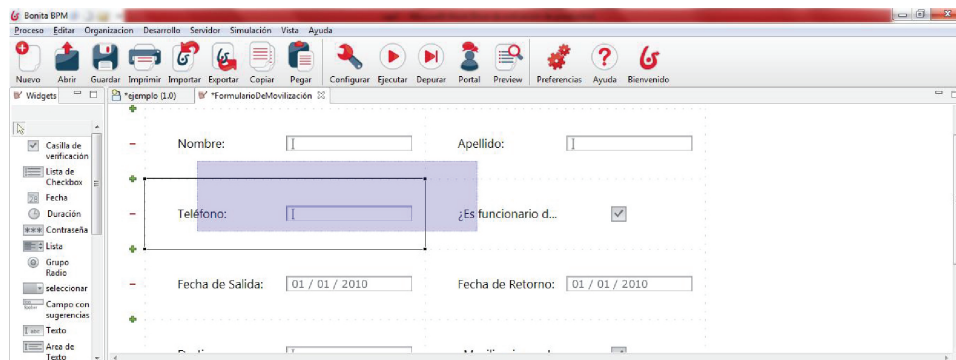 Bonita BPM
Proceso Editar Organizacion Desarrollo Servidor Simulación Vista Ayuda
Nuevo Abrir Guardar Imprimir Importar Exportar Copiar Pegar Configurar Ejecutar Depurar Portal Preview Preferencias Ayuda Bienvenido
Widgets
*ejemplo (1.0) *FormularioDeMovilización
Casilla de
verificación
Lista de
Checkbox
Fecha
Duración
Contraseña
Lista
Grupo
Radio
seleccionar
Campo con
sugerencias
Texto
Area de
Texto
Nombre: Apellido:
Teléfono: ¿Es funcionario d...
Fecha de Salida: 01 / 01 / 2010 Fecha de Retorno: 01 / 01 / 2010